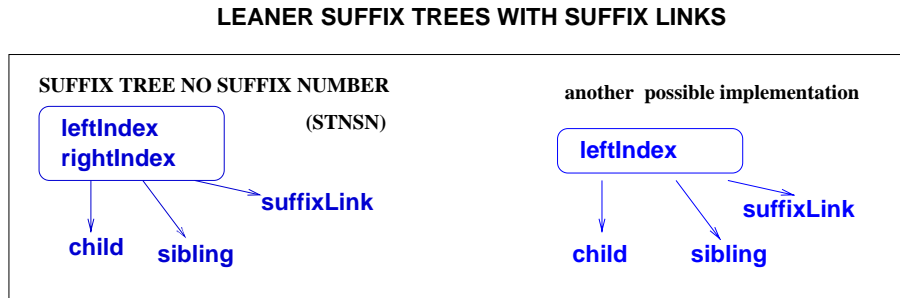 LEANER SUFFIX TREES WITH SUFFIX LINKS
SUFFIX TREE NO SUFFIX NUMBER
(STNSN)
leftIndex
rightIndex
suffixLink
child
sibling
another possible implementation
leftIndex
suffixLink
child
sibling